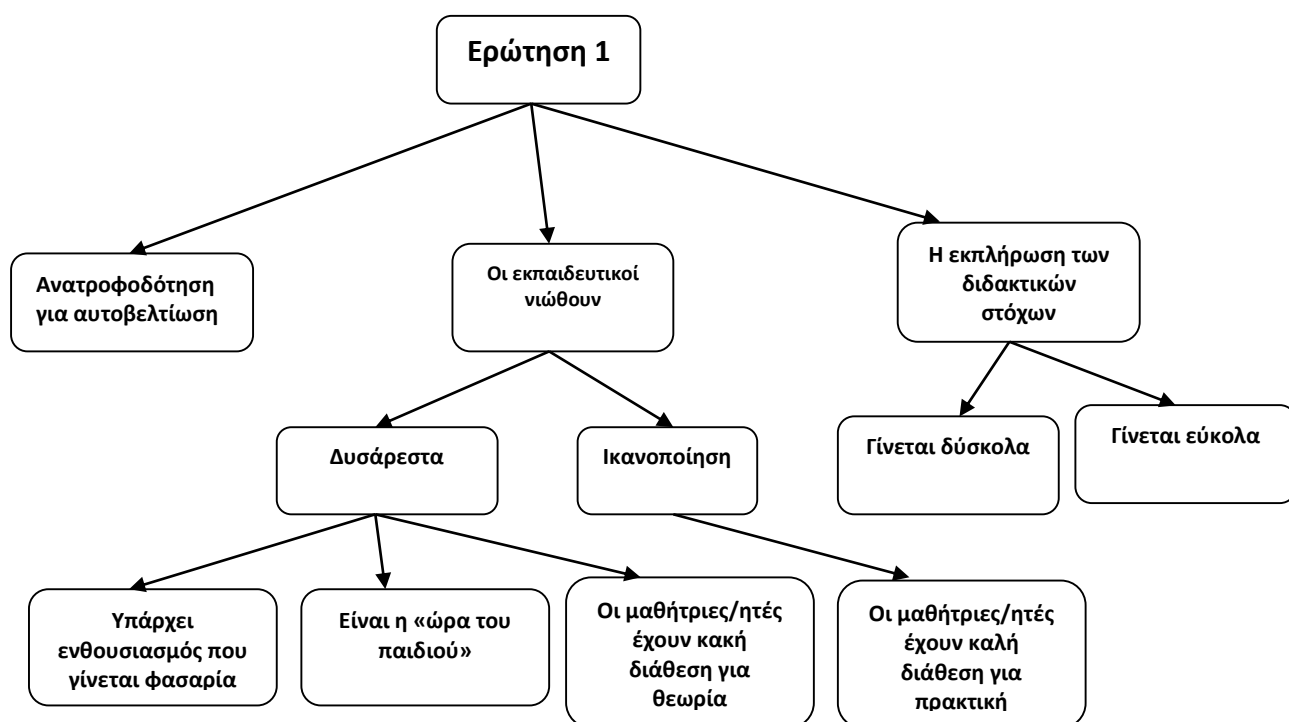 Ερώτηση 1
Ανατροφοδότηση
για αυτοβελτίωση
Οι εκπαιδευτικοί
νιώθουν
Η εκπλήρωση των
διδακτικών
στόχων
Δυσάρεστα
Ικανοποίηση
Γίνεται δύσκολα
Γίνεται εύκολα
Υπάρχει
ενθουσιασμός που
γίνεται φασαρία
Είναι η «ώρα του
παιδιού»
Οι μαθήτριες/ητές
έχουν κακή
διάθεση για
θεωρία
Οι μαθήτριες/ητές
έχουν καλή
διάθεση για
πρακτική